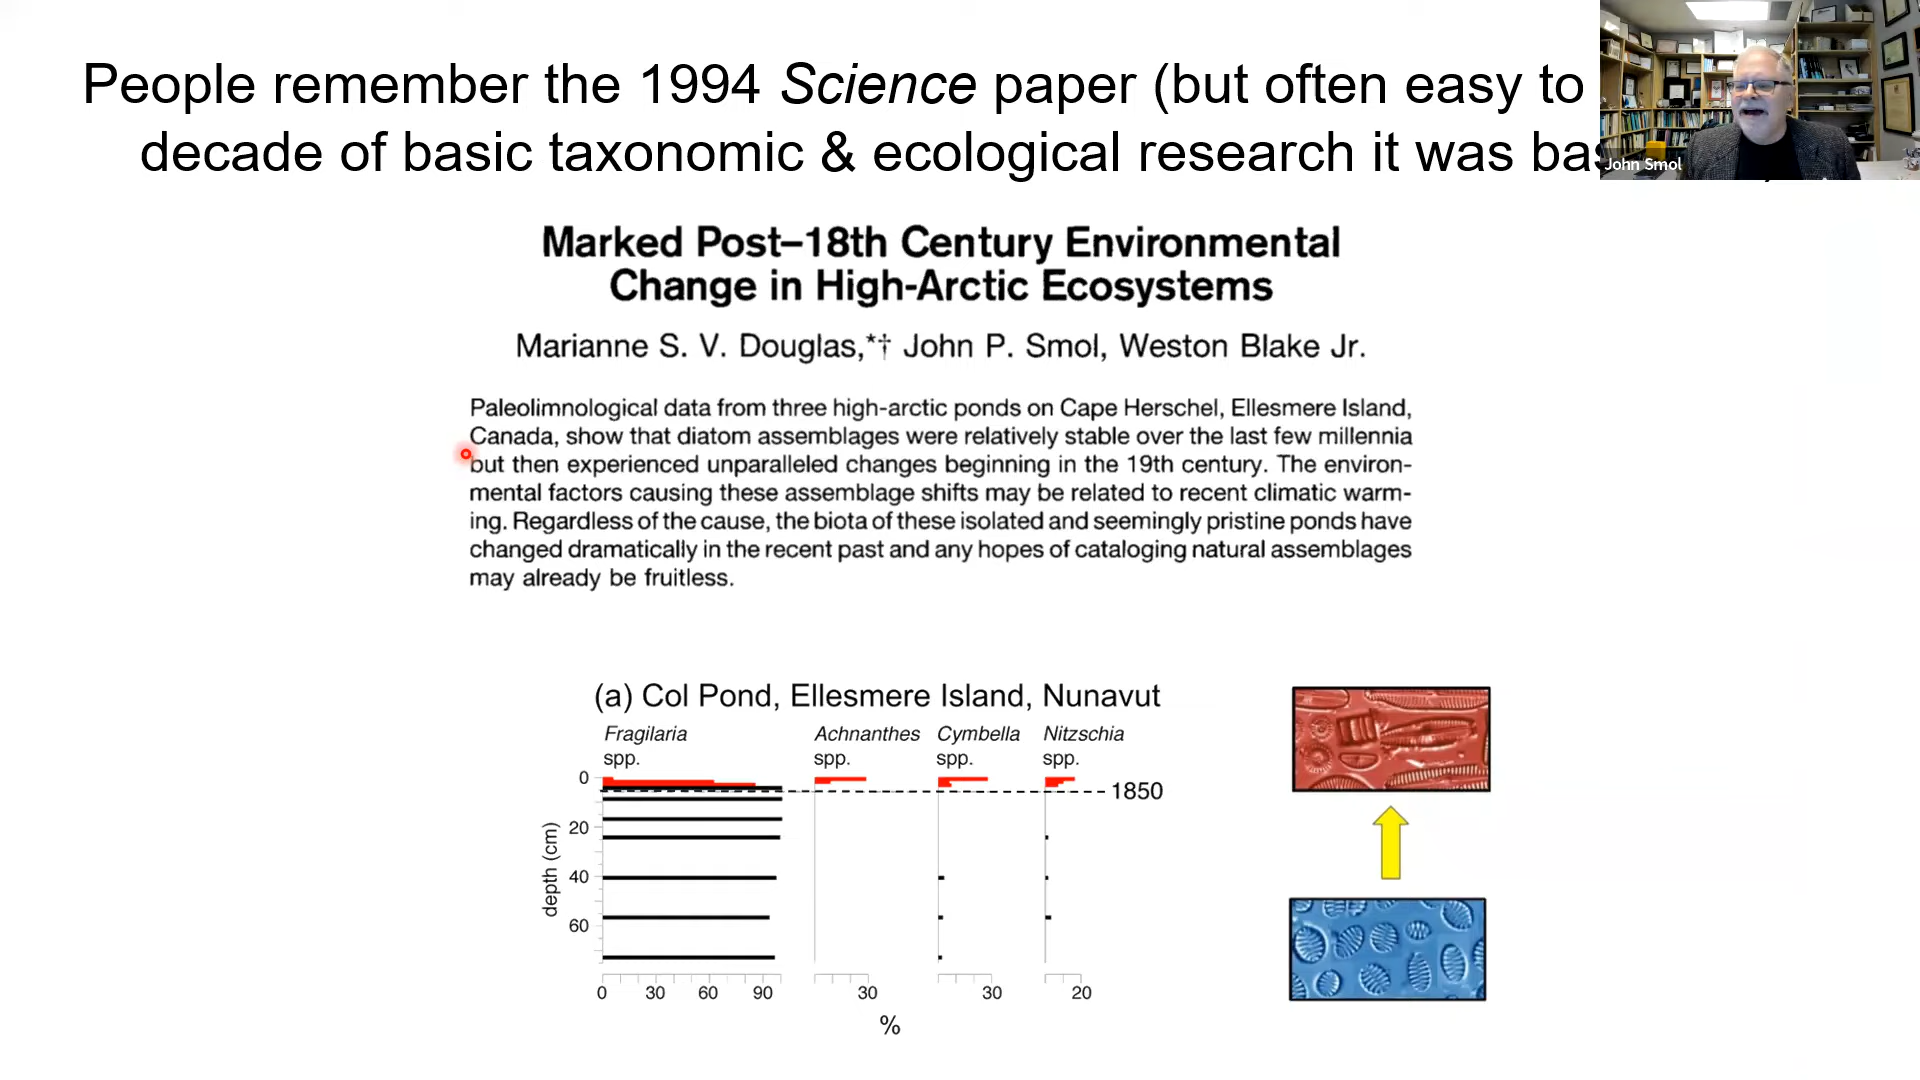 People remember the 1994 Science paper (but often easy to
decade of basic taxonomic & ecological research it was
John Smol
Marked Post–18th Century Environmental
Change in High-Arctic Ecosystems
Marianne S. V. Douglas,*† John P. Smol, Weston Blake Jr.
Paleolimnological data from three high-arctic ponds on Cape Herschel, Ellesmere Island,
Canada, show that diatom assemblages were relatively stable over the last few millennia
but then experienced unparalleled changes beginning in the 19th century. The environ-
mental factors causing these assemblage shifts may be related to recent climatic warm-
ing. Regardless of the cause, the biota of these isolated and seemingly pristine ponds have
changed dramatically in the recent past and any hopes of cataloging natural assemblages
may already be fruitless.
(a) Col Pond, Ellesmere Island, Nunavut
Fragilaria Achnanthes Cymbella Nitzschia
spp. spp. spp. spp.
0
1850
20
40
60
depth (cm)
0 30 60 90 30 30 20
%